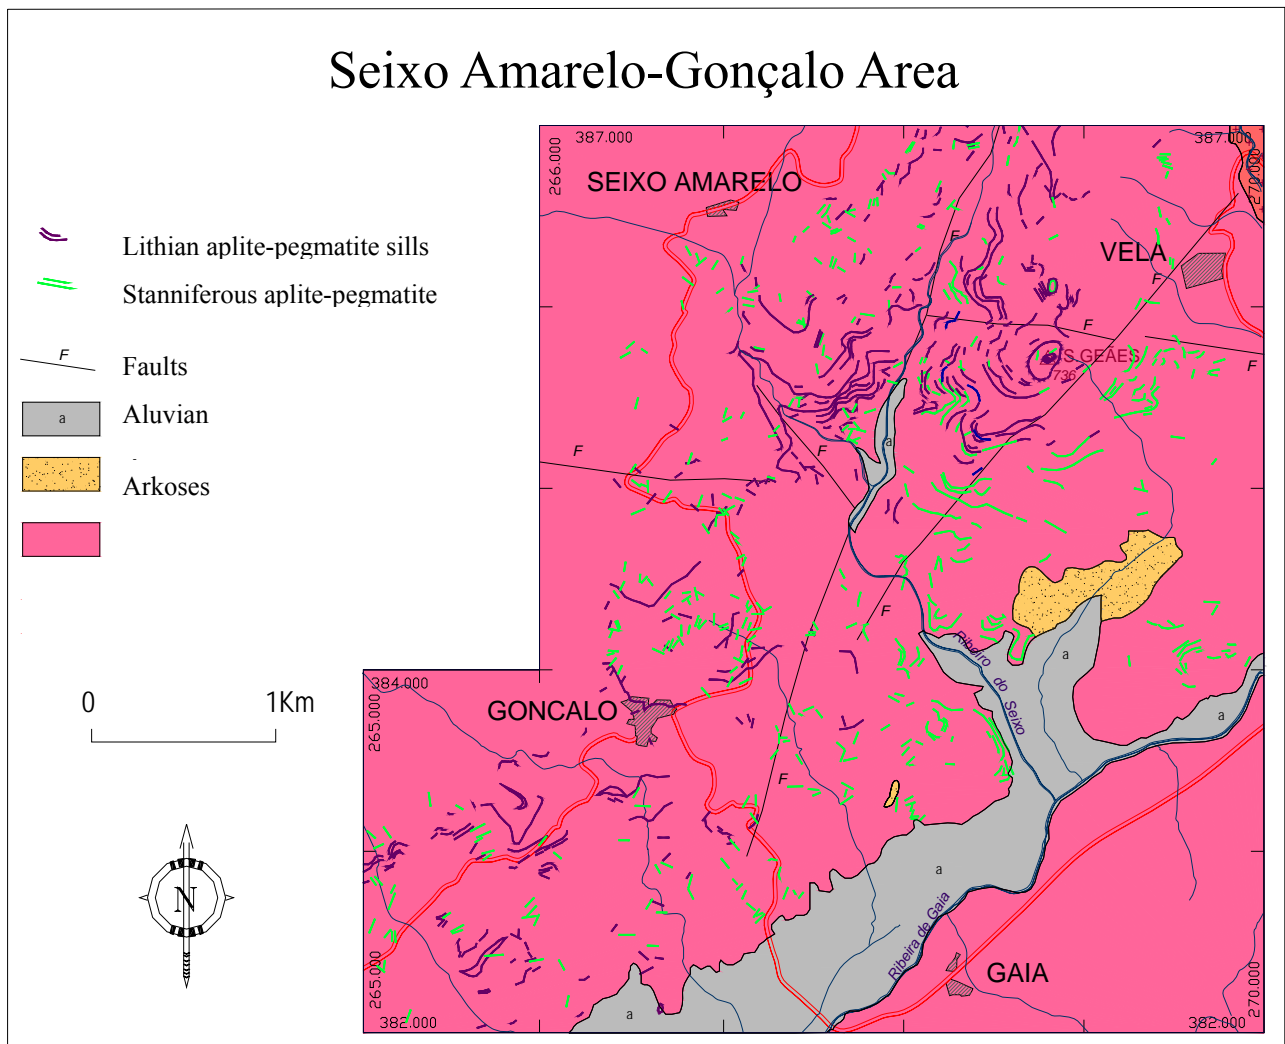 Seixo Amarelo-Gonçalo Area
387.000
387.000
266.000
270.000
SEIXO AMARELO
VELA
F
F
F
F
GEÃES
736
Lithian aplite-pegmatite sills
Stanniferous aplite-pegmatite
F
Faults
a
Aluvian
Arkoses
F
F
a
F
Ribeiro do Seixo
a
a
384.000
265.000
GONCALO
0
1Km
F
a
N
Ribeira de Gaia
GAIA
265.000
270.000
a
382.000
382.000